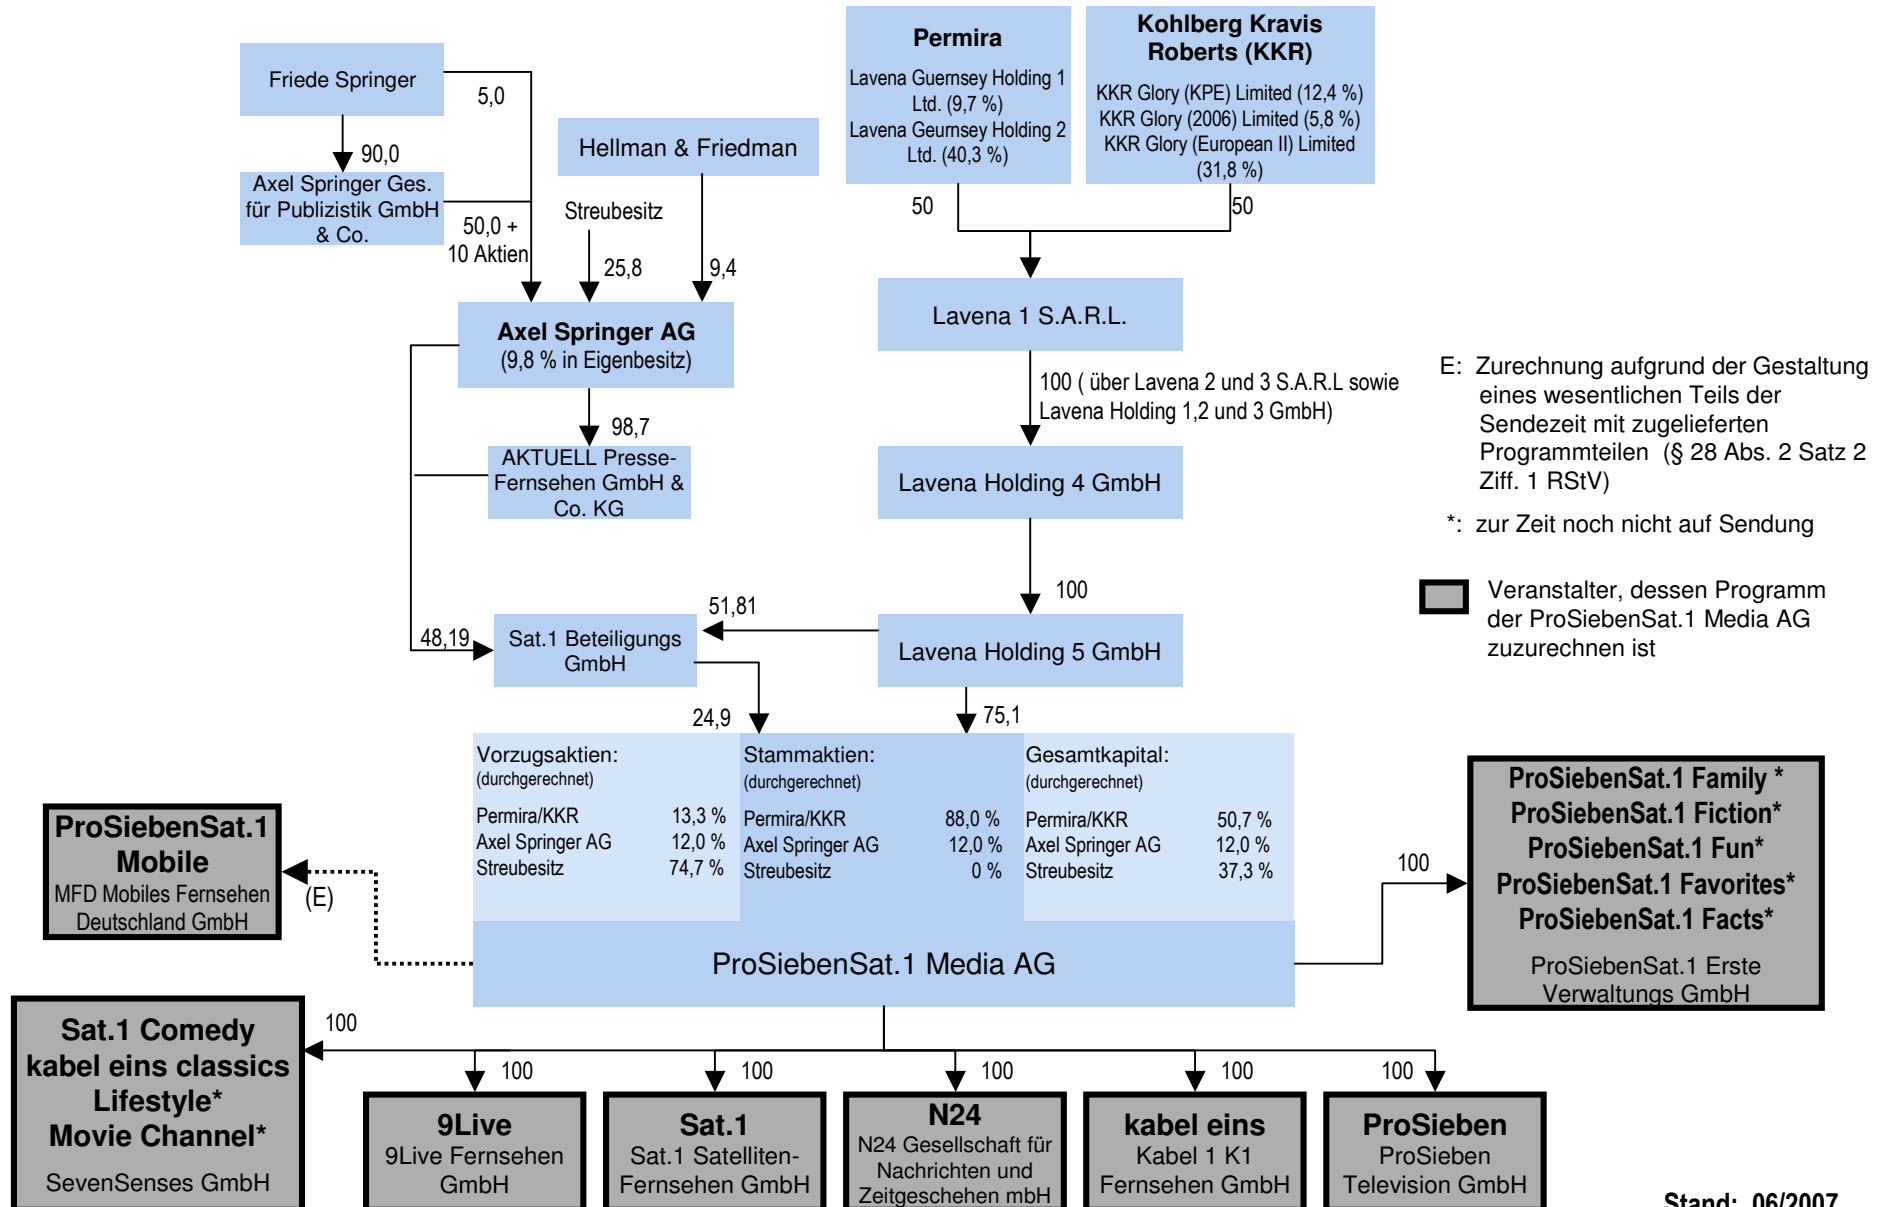 Friede Springer
5,0
90,0
Axel Springer Ges.
für Publizistik GmbH
& Co.
50,0 +
10 Aktien
Hellman & Friedman
Streubesitz
25,8
9,4
Axel Springer AG
(9,8 % in Eigenbesitz)
98,7
AKTUELL Presse-
Fernsehen GmbH &
Co. KG
Permira
Lavena Guernsey Holding 1
Ltd. (9,7 %)
Lavena Geurnsey Holding 2
Ltd. (40,3 %)
Kohlberg Kravis
Roberts (KKR)
KKR Glory (KPE) Limited (12,4 %)
KKR Glory (2006) Limited (5,8 %)
KKR Glory (European II) Limited
(31,8 %)
50
50
Lavena 1 S.A.R.L.
100 ( über Lavena 2 und 3 S.A.R.L sowie
Lavena Holding 1,2 und 3 GmbH)
Lavena Holding 4 GmbH
100
Lavena Holding 5 GmbH
51,81
48,19
Sat.1 Beteiligungs
GmbH
24,9
75,1
E: Zurechnung aufgrund der Gestaltung
eines wesentlichen Teils der
Sendezeit mit zugelieferten
Programmteilen (§ 28 Abs. 2 Satz 2
Ziff. 1 RStV)
*: zur Zeit noch nicht auf Sendung
Veranstalter, dessen Programm
der ProSiebenSat.1 Media AG
zuzurechnen ist
Vorzugsaktien:
(durchgerechnet)
Permira/KKR 13,3 %
Axel Springer AG 12,0 %
Streubesitz 74,7 %
Stammaktien:
(durchgerechnet)
Permira/KKR 88,0 %
Axel Springer AG 12,0 %
Streubesitz 0 %
Gesamtkapital:
(durchgerechnet)
Permira/KKR 50,7 %
Axel Springer AG 12,0 %
Streubesitz 37,3 %
ProSiebenSat.1 Media AG
ProSiebenSat.1
Mobile
MFD Mobiles Fernsehen
Deutschland GmbH
(E)
100
ProSiebenSat.1 Family *
ProSiebenSat.1 Fiction*
ProSiebenSat.1 Fun*
ProSiebenSat.1 Favorites*
ProSiebenSat.1 Facts*
ProSiebenSat.1 Erste
Verwaltungs GmbH
Sat.1 Comedy
kabel eins classics
Lifestyle*
Movie Channel*
SevenSenses GmbH
100
100
9Live
9Live Fernsehen
GmbH
100
Sat.1
Sat.1 Satelliten-
Fernsehen GmbH
100
N24
N24 Gesellschaft für
Nachrichten und
Zeitgeschehen mbH
100
kabel eins
Kabel 1 K1
Fernsehen GmbH
100
ProSieben
ProSieben
Television GmbH
Stand: 06/2007